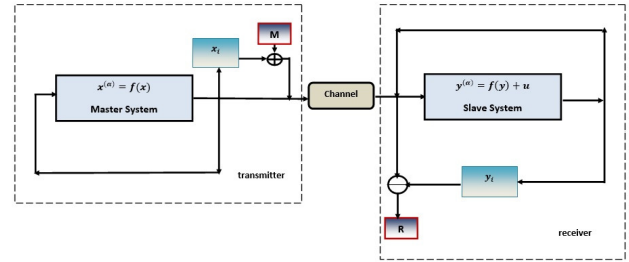 M
x_i
x^{(α)} = f(x)
Master System
transmitter
Channel
y^{(α)} = f(y) + u
Slave System
y_i
R
receiver